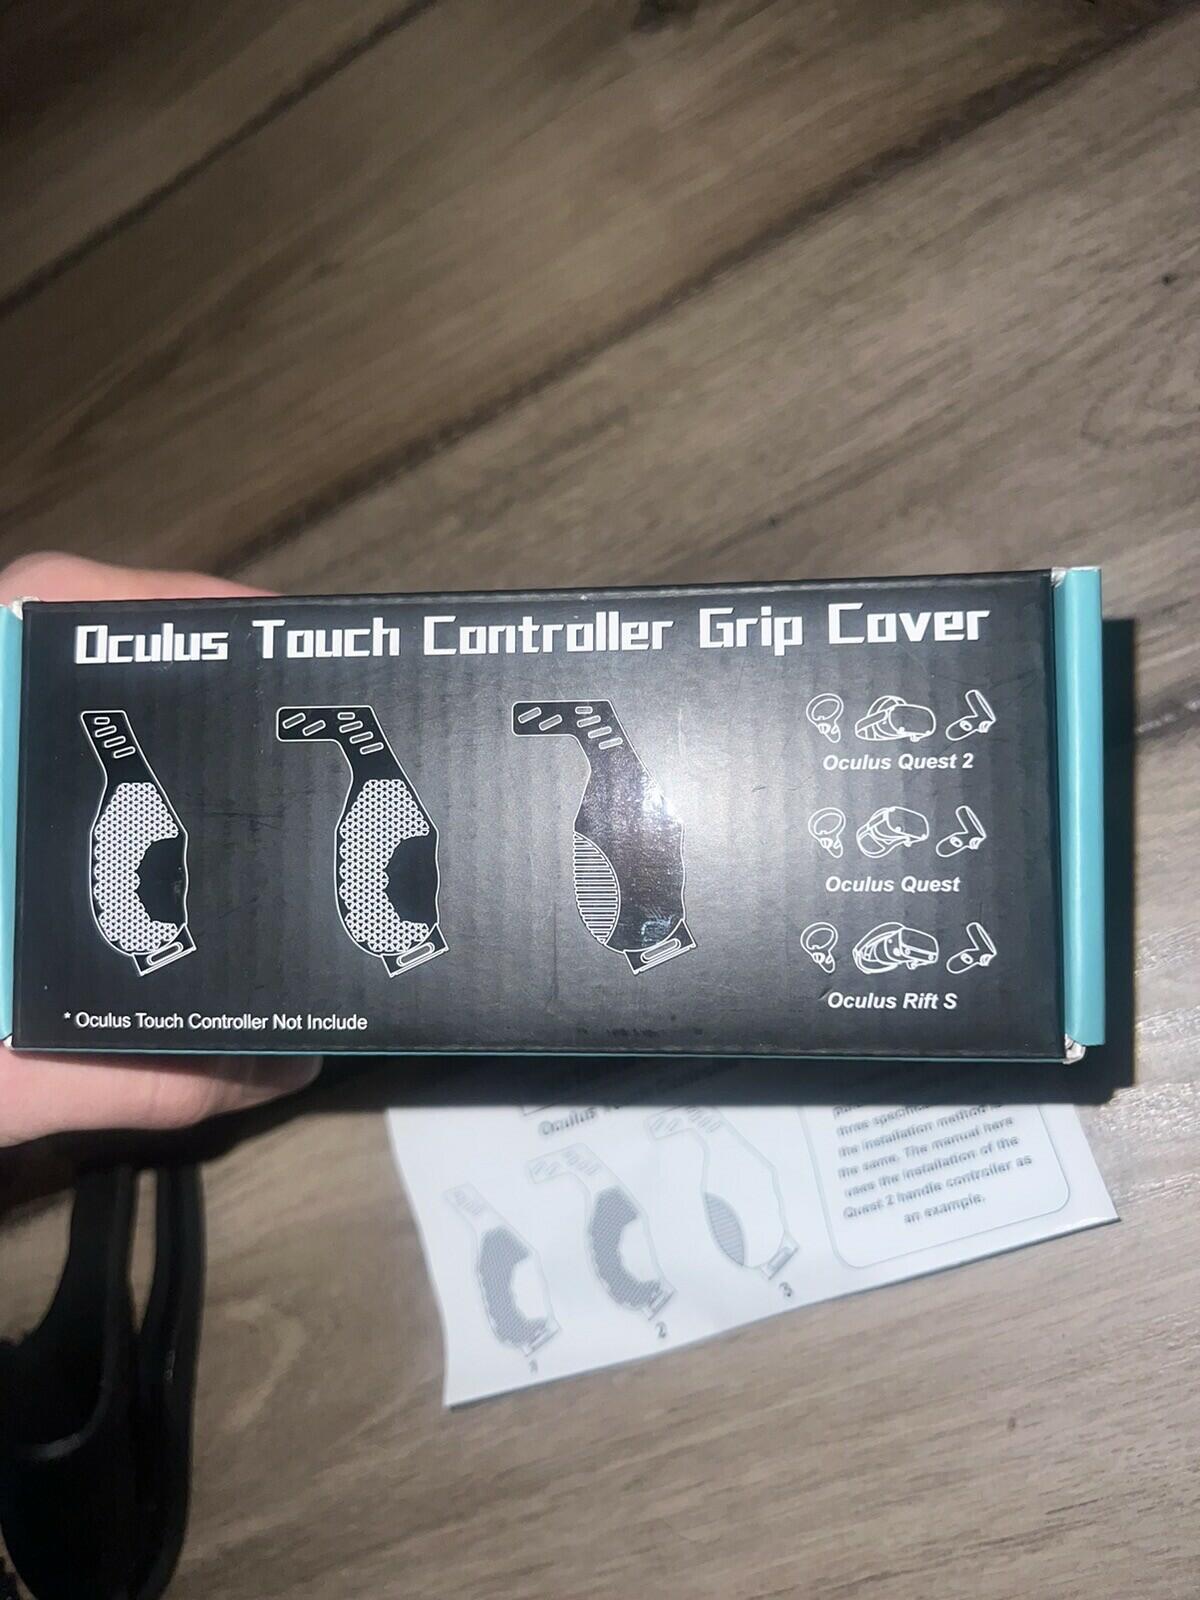 Oculus Touch Controller Grip Cover
Oculus Quest 2
Oculus Quest
Oculus Rift S
* Oculus Touch Controller Not Include
Oculus
three
the installation method
the same. The manual here
uses the installation of the
Quest 2 handle controller as
an example.
1
2
3